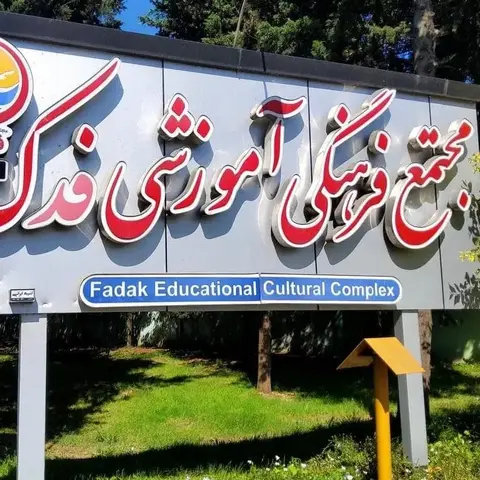 مجتمع فرهنگی آموزشی فدک
Fadak Educational Cultural Complex